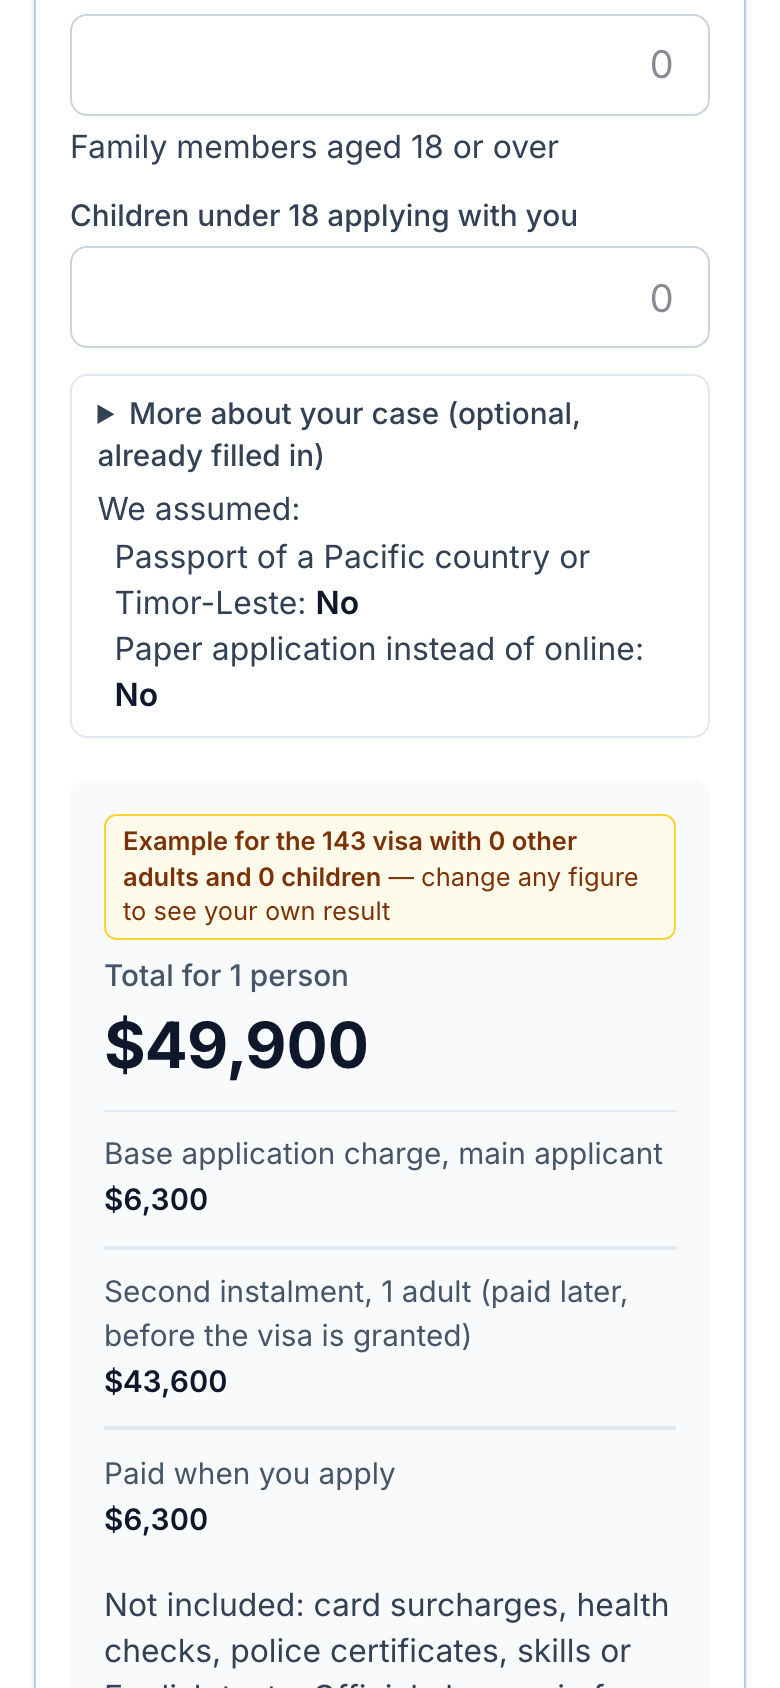 0
Family members aged 18 or over
Children under 18 applying with you
0
▶ More about your case (optional,
already filled in)
We assumed:
Passport of a Pacific country or
Timor-Leste: No
Paper application instead of online:
No
Example for the 143 visa with 0 other
adults and 0 children — change any figure
to see your own result
Total for 1 person
$49,900
Base application charge, main applicant
$6,300
Second instalment, 1 adult (paid later,
before the visa is granted)
$43,600
Paid when you apply
$6,300
Not included: card surcharges, health
checks, police certificates, skills or